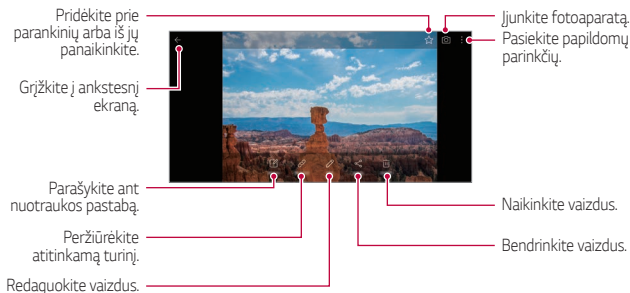 Pridėkite prie
parankinių arba iš jų
panaikinkite.
Grįžkite į ankstesnį
ekraną.
Parašykite ant
nuotraukos pastabą.
Peržiūrėkite
atitinkamą turinį.
Redaguokite vaizdus.
Įjunkite fotoaparatą.
Pasiekite papildomų
parinkčių.
Naikinkite vaizdus.
Bendrinkite vaizdus.